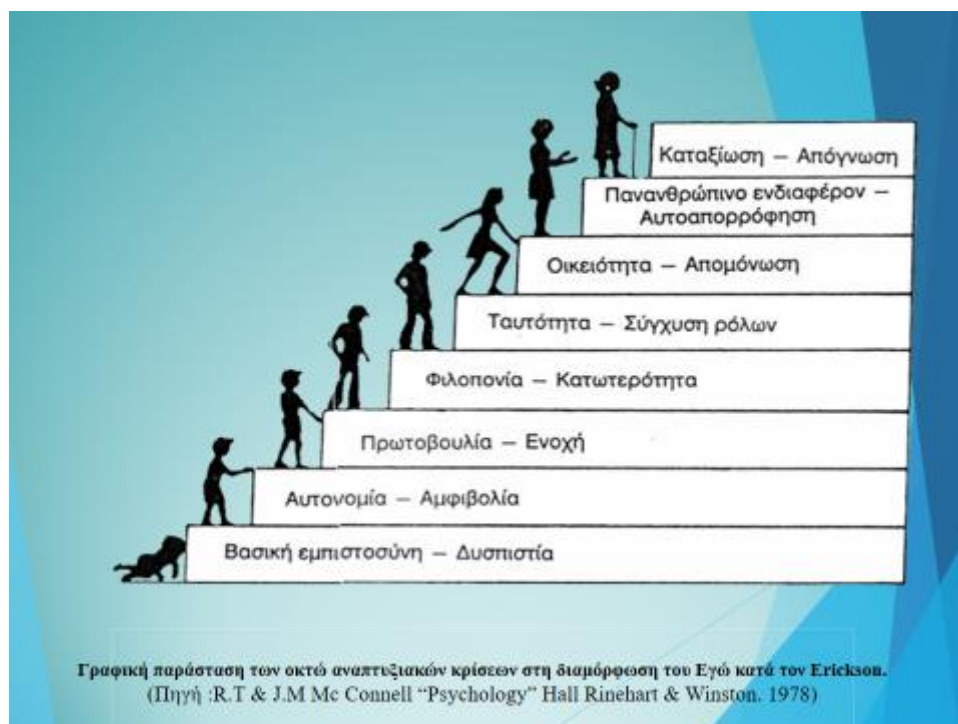 Καταξίωση – Απόγνωση
Πανανθρώπινο ενδιαφέρον –
Αυτοαπορρόφηση
Οικειότητα – Απομόνωση
Ταυτότητα – Σύγχυση ρόλων
Φιλοπονία – Κατωτερότητα
Πρωτοβουλία – Ενοχή
Αυτονομία – Αμφιβολία
Βασική εμπιστοσύνη – Δυσπιστία
Γραφική παράσταση των οκτώ αναπτυξιακών κρίσεων στη διαμόρφωση του Εγώ κατά τον Erickson.
(Πηγή :R.T & J.M Mc Connell “Psychology” Hall Rinehart & Winston. 1978)